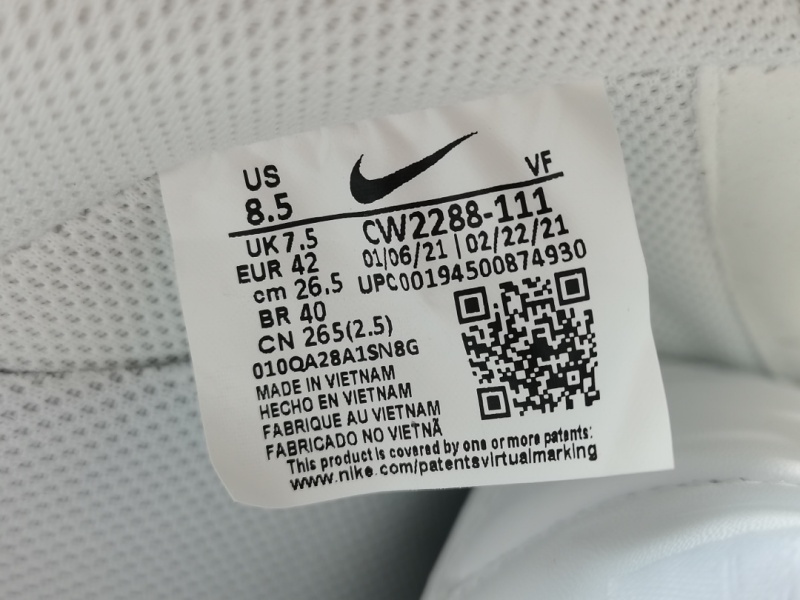 US
8.5
VF
UK 7.5
EUR 42
cm 26.5
BR 40
CN 265(2.5)
CW2288-111
01/06/21 | 02/22/21
UPC00194500874930
010QA28A1SN8G
MADE IN VIETNAM
HECHO EN VIETNAM
FABRIQUE AU VIETNAM
FABRICADO NO VIETNÃ
This product is covered by one or more patents:
www.nike.com/patentsvirtualmarking